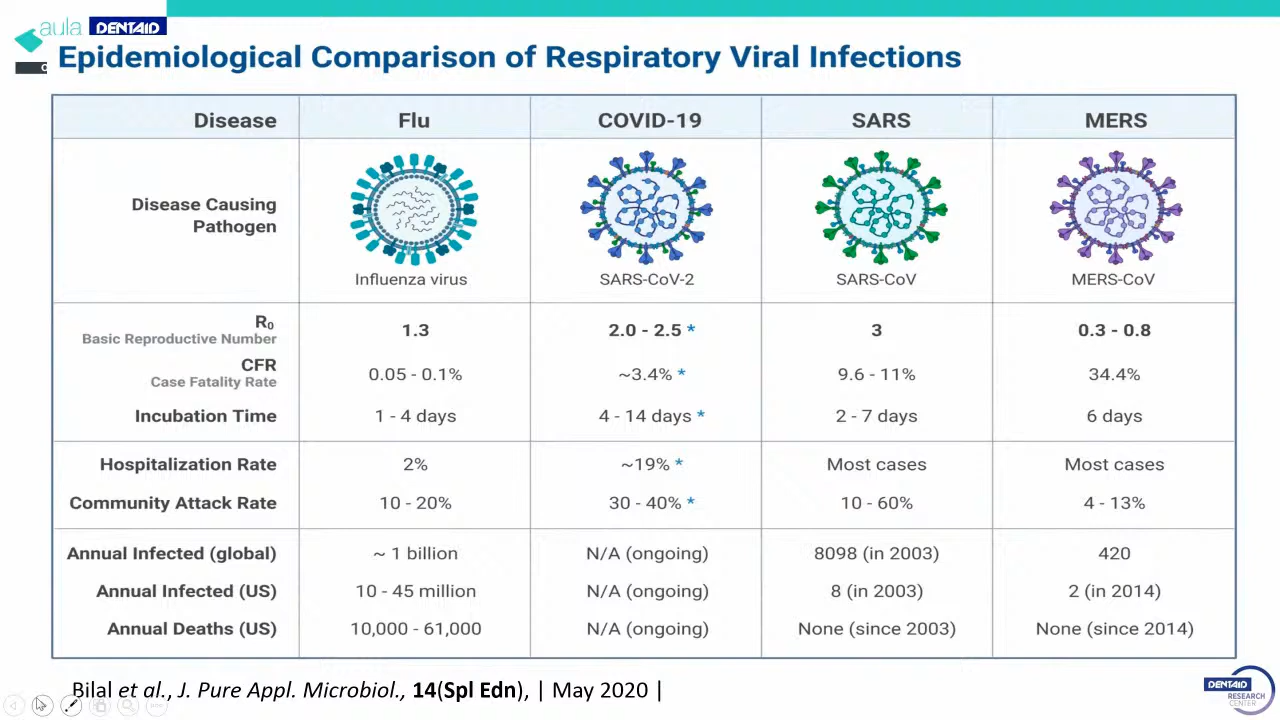 aula DENTAID
Epidemiological Comparison of Respiratory Viral Infections
Disease Flu COVID-19 SARS MERS
Disease Causing
Pathogen
Influenza virus SARS-CoV-2 SARS-CoV MERS-CoV
R₀ 1.3 2.0 - 2.5 * 3 0.3 - 0.8
Basic Reproductive Number
CFR 0.05 - 0.1% ~3.4% * 9.6 - 11% 34.4%
Case Fatality Rate
Incubation Time 1 - 4 days 4 - 14 days * 2 - 7 days 6 days
Hospitalization Rate 2% ~19% * Most cases Most cases
Community Attack Rate 10 - 20% 30 - 40% * 10 - 60% 4 - 13%
Annual Infected (global) ~ 1 billion N/A (ongoing) 8098 (in 2003) 420
Annual Infected (US) 10 - 45 million N/A (ongoing) 8 (in 2003) 2 (in 2014)
Annual Deaths (US) 10,000 - 61,000 N/A (ongoing) None (since 2003) None (since 2014)
Bilal et al., J. Pure Appl. Microbiol., 14(Spl Edn), | May 2020 |
DENTAID
RESEARCH
CENTER